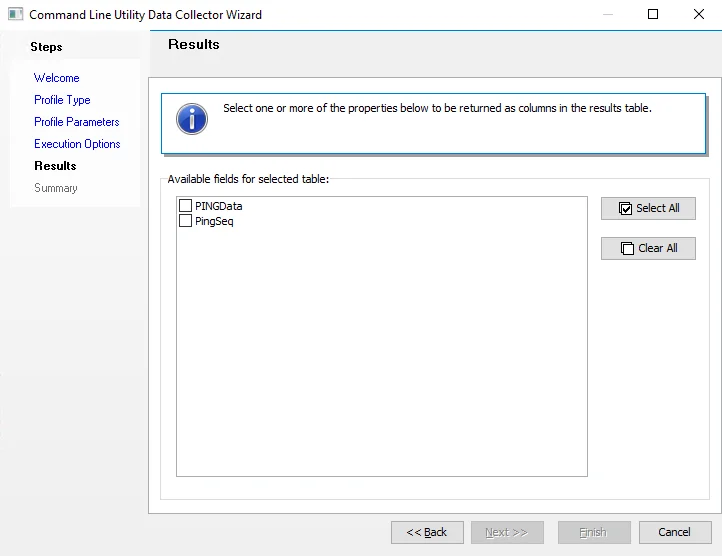 Command Line Utility Data Collector Wizard
Steps
Results
Welcome
Profile Type
Profile Parameters
Execution Options
Results
Summary
Select one or more of the properties below to be returned as columns in the results table.
Available fields for selected table:
PINGData
PingSeq
Select All
Clear All
<< Back
Next >>
Finish
Cancel